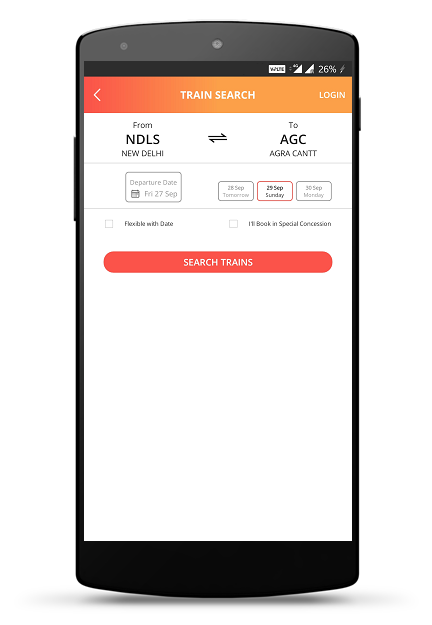 VoLTE 4G 26%
TRAIN SEARCH LOGIN
From To
NDLS AGC
NEW DELHI AGRA CANTT
Departure Date
Fri 27 Sep
28 Sep 29 Sep 30 Sep
Tomorrow Sunday Monday
Flexible with Date I'll Book in Special Concession
SEARCH TRAINS